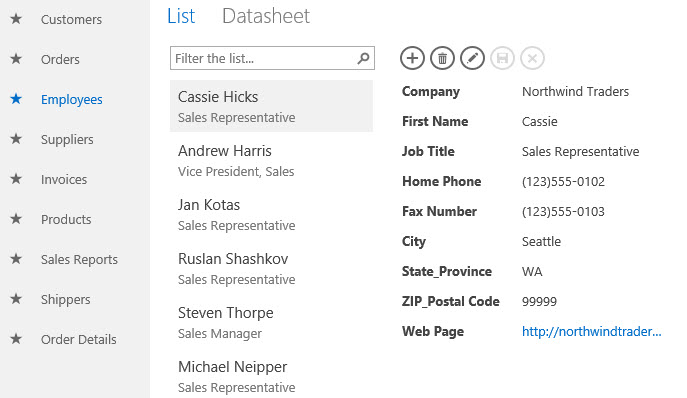 Customers
Orders
Employees
Suppliers
Invoices
Products
Sales Reports
Shippers
Order Details
List Datasheet
Filter the list...
Cassie Hicks
Sales Representative
Andrew Harris
Vice President, Sales
Jan Kotas
Sales Representative
Ruslan Shashkov
Sales Representative
Steven Thorpe
Sales Manager
Michael Neipper
Sales Representative
Company Northwind Traders
First Name Cassie
Job Title Sales Representative
Home Phone (123)555-0102
Fax Number (123)555-0103
City Seattle
State_Province WA
ZIP_Postal Code 99999
Web Page http://northwindtrader...